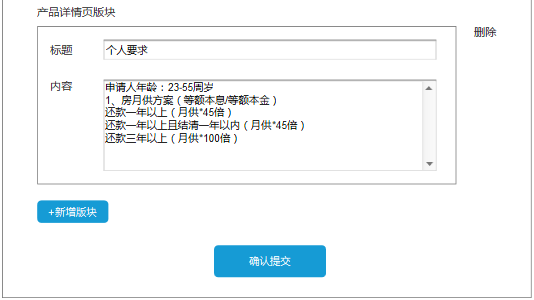 产品详情页版块
删除
标题
个人要求
内容
申请人年龄：23-55周岁
1、房月供方案（等额本息/等额本金）
还款一年以上（月供*45倍）
还款一年以上且结清一年以内（月供*45倍）
还款三年以上（月供*100倍）
+新增版块
确认提交